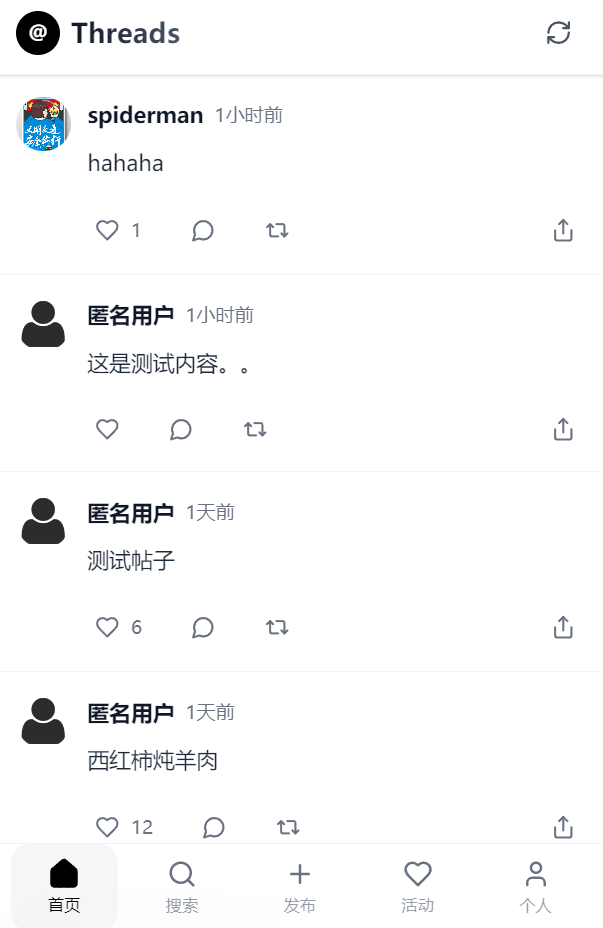 @ Threads
spiderman 1小时前
hahaha
1
匿名用户 1小时前
这是测试内容。。
匿名用户 1天前
测试帖子
6
匿名用户 1天前
西红柿炖羊肉
12
首页 搜索 发布 活动 个人